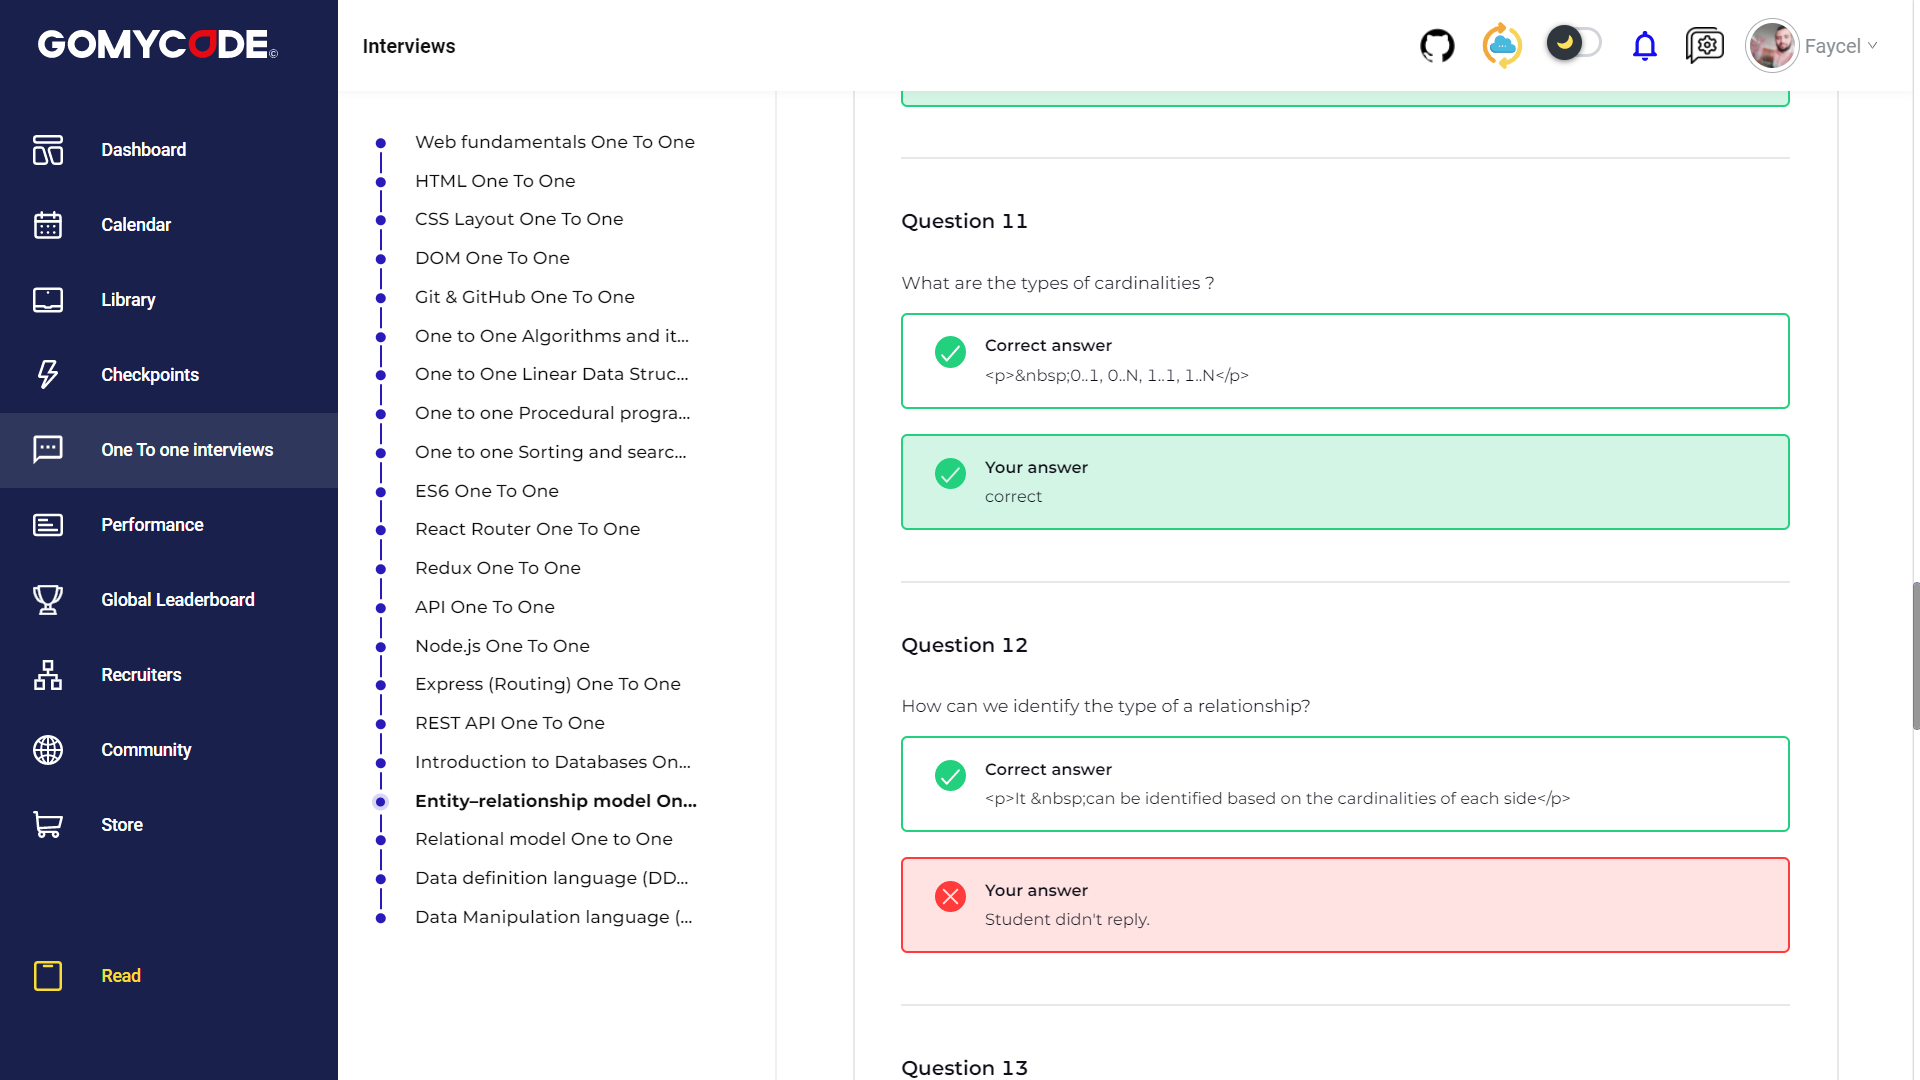 GOMYCODE©
Dashboard
Calendar
Library
Checkpoints
One To one interviews
Performance
Global Leaderboard
Recruiters
Community
Store
Read
Interviews
Faycel
Web fundamentals One To One
HTML One To One
CSS Layout One To One
DOM One To One
Git & GitHub One To One
One to One Algorithms and it...
One to One Linear Data Struc...
One to one Procedural progra...
One to one Sorting and searc...
ES6 One To One
React Router One To One
Redux One To One
API One To One
Node.js One To One
Express (Routing) One To One
REST API One To One
Introduction to Databases On...
Entity–relationship model On...
Relational model One to One
Data definition language (DD...
Data Manipulation language (...
Question 11
What are the types of cardinalities ?
Correct answer
<p>&nbsp;0..1, 0..N, 1..1, 1..N</p>
Your answer
correct
Question 12
How can we identify the type of a relationship?
Correct answer
<p>It &nbsp;can be identified based on the cardinalities of each side</p>
Your answer
Student didn't reply.
Question 13